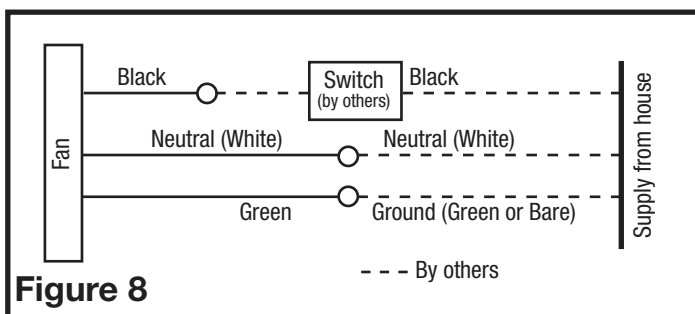 Black
Switch
(by others)
Black
Neutral (White)
Neutral (White)
Green
Ground (Green or Bare)
Fan
Supply from house
- - - By others
Figure 8